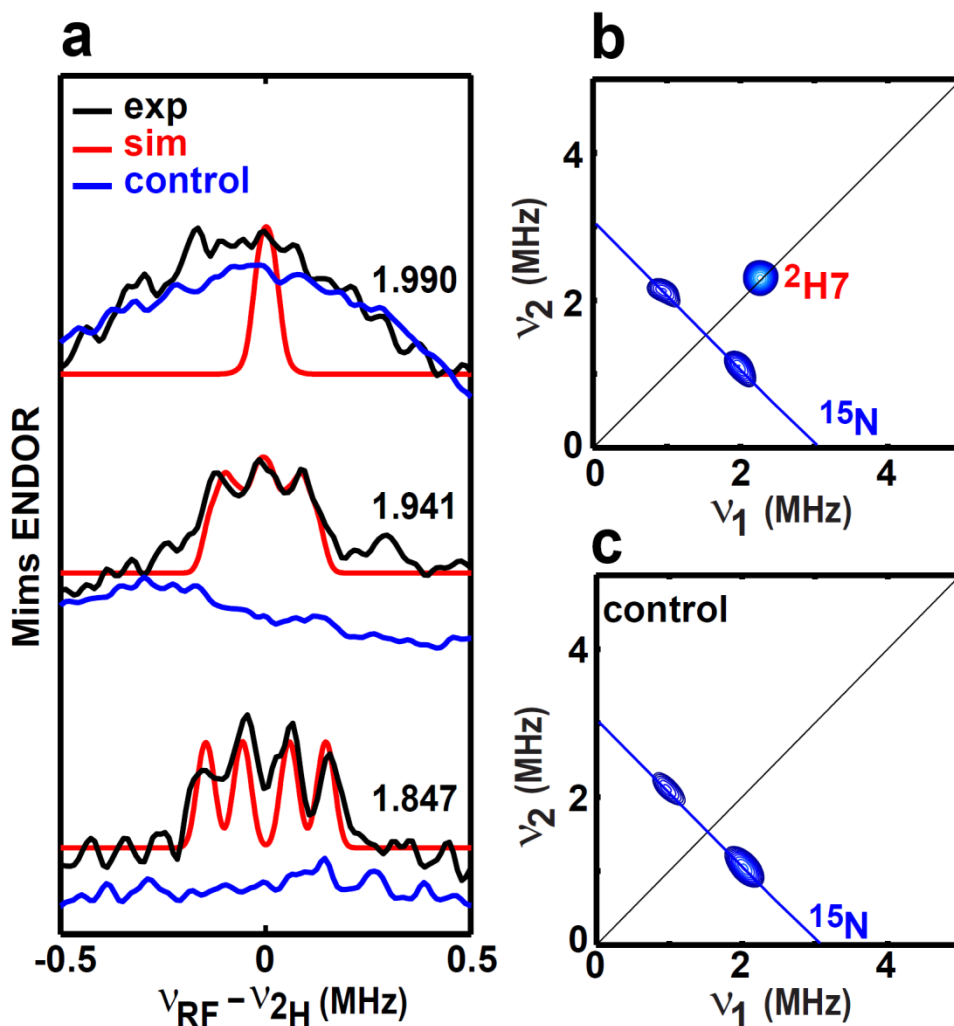 a
exp
sim
control
1.990
1.941
1.847
Mims ENDOR
-0.5 0 0.5
νRF – ν2H (MHz)
b
4
2
0
ν2 (MHz)
²H7
¹⁵N
0 2 4
ν1 (MHz)
c
control
4
2
0
ν2 (MHz)
¹⁵N
0 2 4
ν1 (MHz)